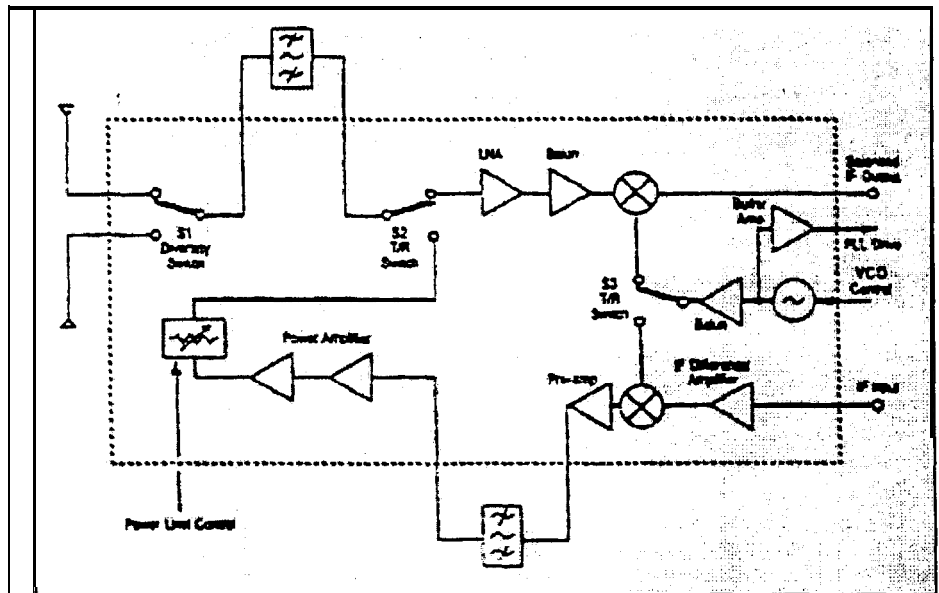 LNA
Balun
Balanced
IF Output
Buffer
Amp
PLL Drive
S1
Diversity
Switch
S2
T/R
Switch
VCO
Control
S3
T/R
Switch
Balun
Power Amplifier
Pre-amp
IF Differential
Amplifier
IF Input
Power Level Control